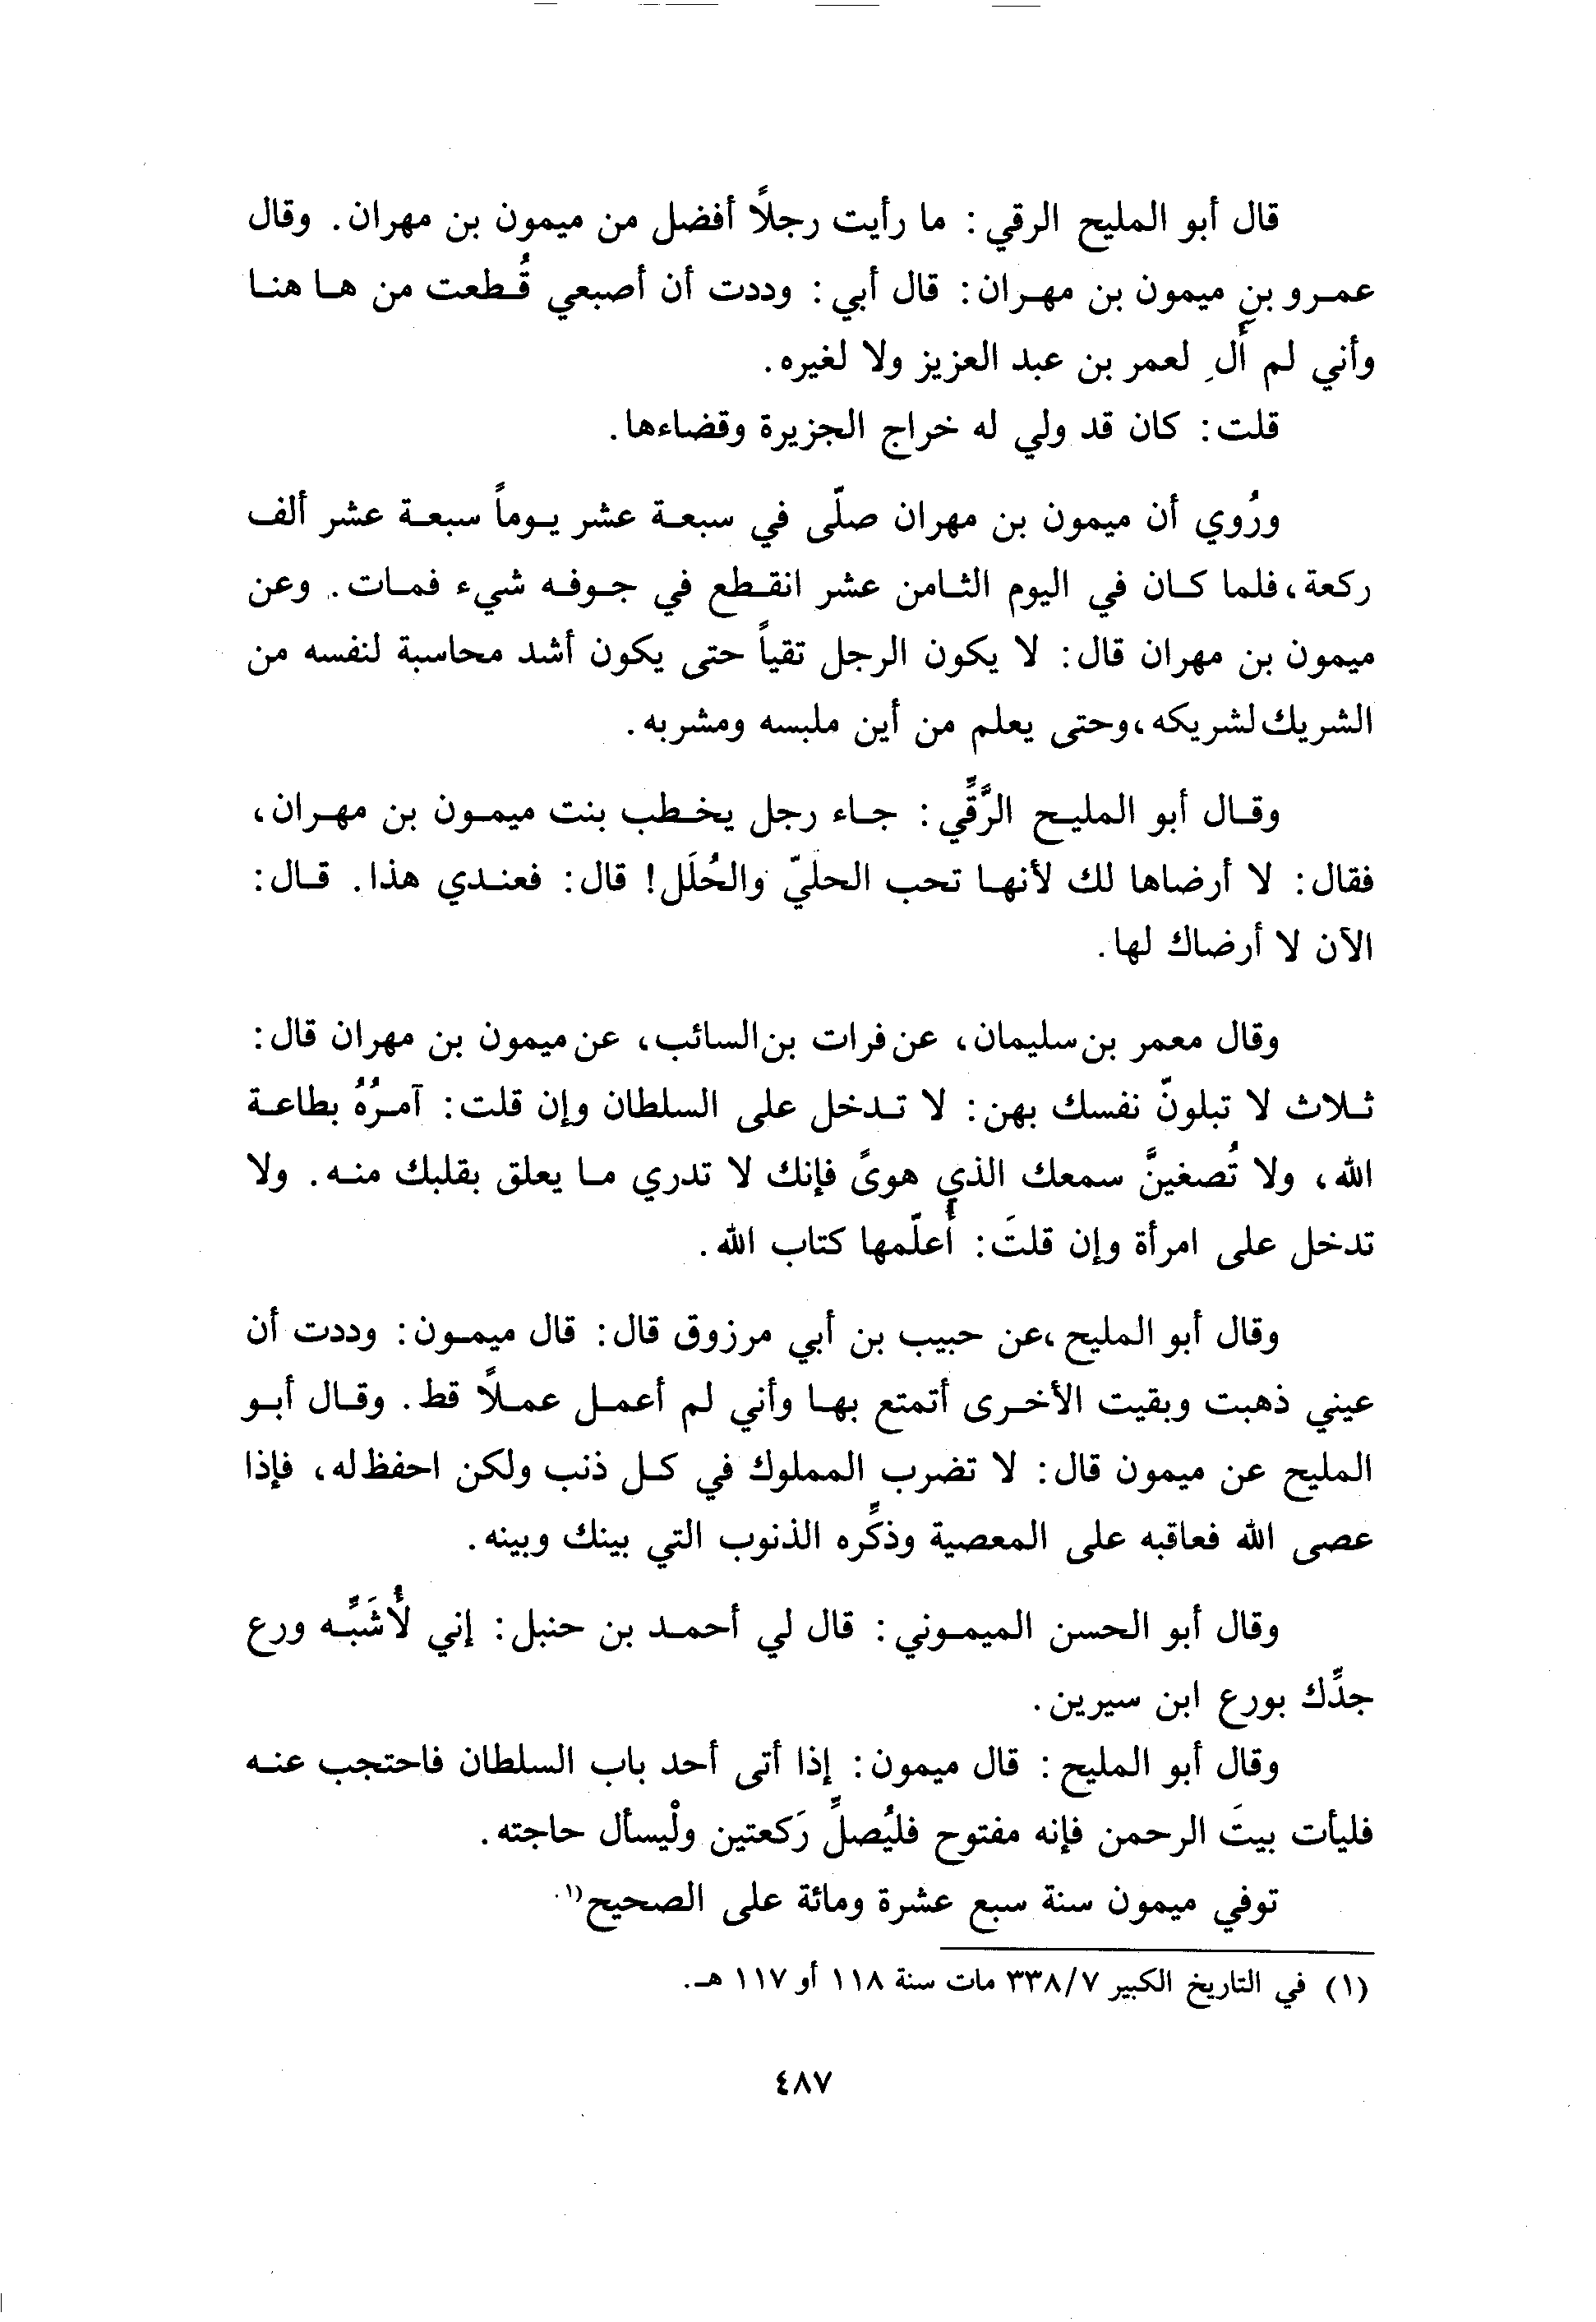 قال أبو المليح الرقي: ما رأيت رجلاً أفضل من ميمون بن مهران. وقال
عمرو بنِ ميمون بن مهران: قال أبي: وددت أن أصبعي قُطعت من ها هنا
وأني لم أَلِ لعمر بن عبد العزيز ولا لغيره.
قلت: كان قد ولي له خراج الجزيرة وقضاءها.
ورُوي أن ميمون بن مهران صلّى في سبعة عشر يوماً سبعة عشر ألف
ركعة، فلما كان في اليوم الثامن عشر انقطع في جوفه شيء فمات. وعن
ميمون بن مهران قال: لا يكون الرجل تقياً حتى يكون أشد محاسبة لنفسه من
الشريك لشريكه، وحتى يعلم من أين ملبسه ومشربه.
وقال أبو المليح الرَّقِّي: جاء رجل يخطب بنت ميمون بن مهران،
فقال: لا أرضاها لك لأنها تحب الحليّ والحُلَل! قال: فعندي هذا. قال:
الآن لا أرضاك لها.
وقال معمر بن سليمان، عن فرات بن السائب، عن ميمون بن مهران قال:
ثلاث لا تبلونّ نفسك بهن: لا تدخل على السلطان وإن قلت: آمرُهُ بطاعة
الله، ولا تُصغينَّ سمعك الذي هوىً فإنك لا تدري ما يعلق بقلبك منه. ولا
تدخل على امرأة وإن قلتَ: أُعلّمها كتاب الله.
وقال أبو المليح، عن حبيب بن أبي مرزوق قال: قال ميمون: وددت أن
عيني ذهبت وبقيت الأخرى أتمتع بها وأني لم أعمل عملاً قط. وقال أبو
المليح عن ميمون قال: لا تضرب المملوك في كل ذنب ولكن احفظ له، فإذا
عصى الله فعاقبه على المعصية وذكِّره الذنوب التي بينك وبينه.
وقال أبو الحسن الميموني: قال لي أحمد بن حنبل: إني لأُشَبِّه ورع
جدِّك بورع ابن سيرين.
وقال أبو المليح: قال ميمون: إذا أتى أحد باب السلطان فاحتجب عنه
فليأت بيتَ الرحمن فإنه مفتوح فليُصلِّ رَكعتين ولْيسأل حاجته.
توفي ميمون سنة سبع عشرة ومائة على الصحيح(١).
(١) في التاريخ الكبير ٣٣٨/٧ مات سنة ١١٨ أو ١١٧ هـ.
٤٨٧